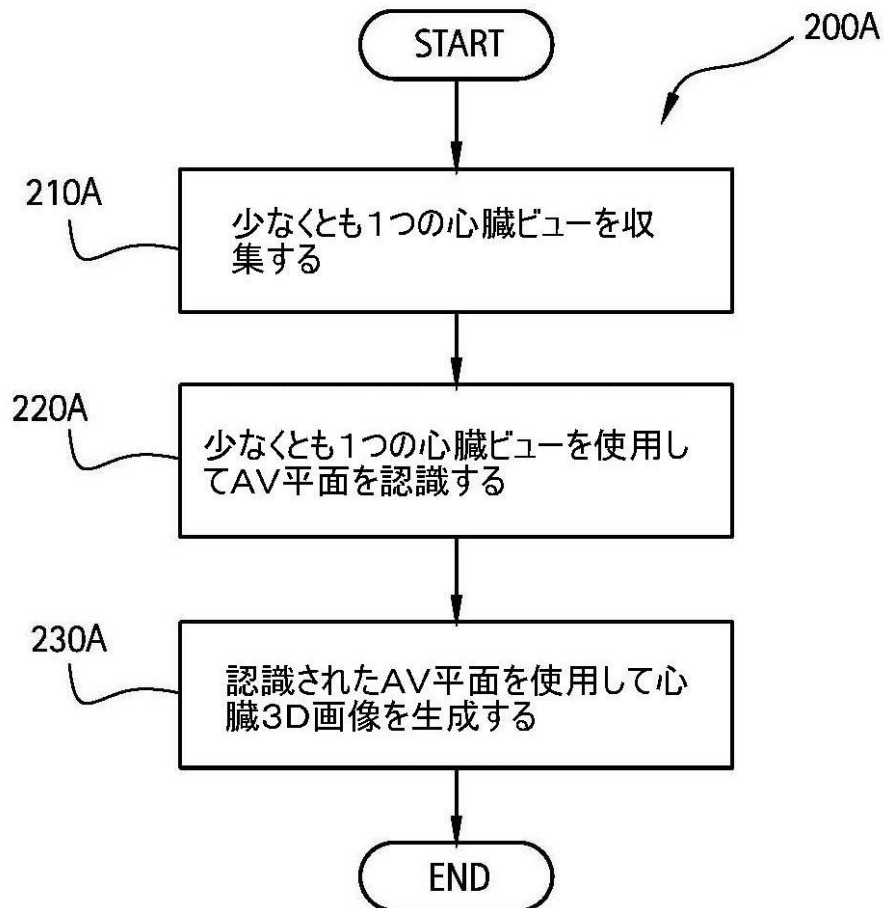 START
200A
210A
少なくとも1つの心臓ビューを収
集する
220A
少なくとも1つの心臓ビューを使用し
てAV平面を認識する
230A
認識されたAV平面を使用して心
臓3D画像を生成する
END